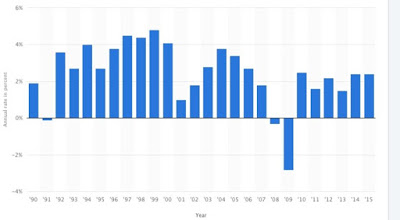 6%
4%
2%
0%
−2%
−4%
Annual rate in percent
'90 '91 '92 '93 '94 '95 '96 '97 '98 '99 '00 '01 '02 '03 '04 '05 '06 '07 '08 '09 '10 '11 '12 '13 '14 '15
Year